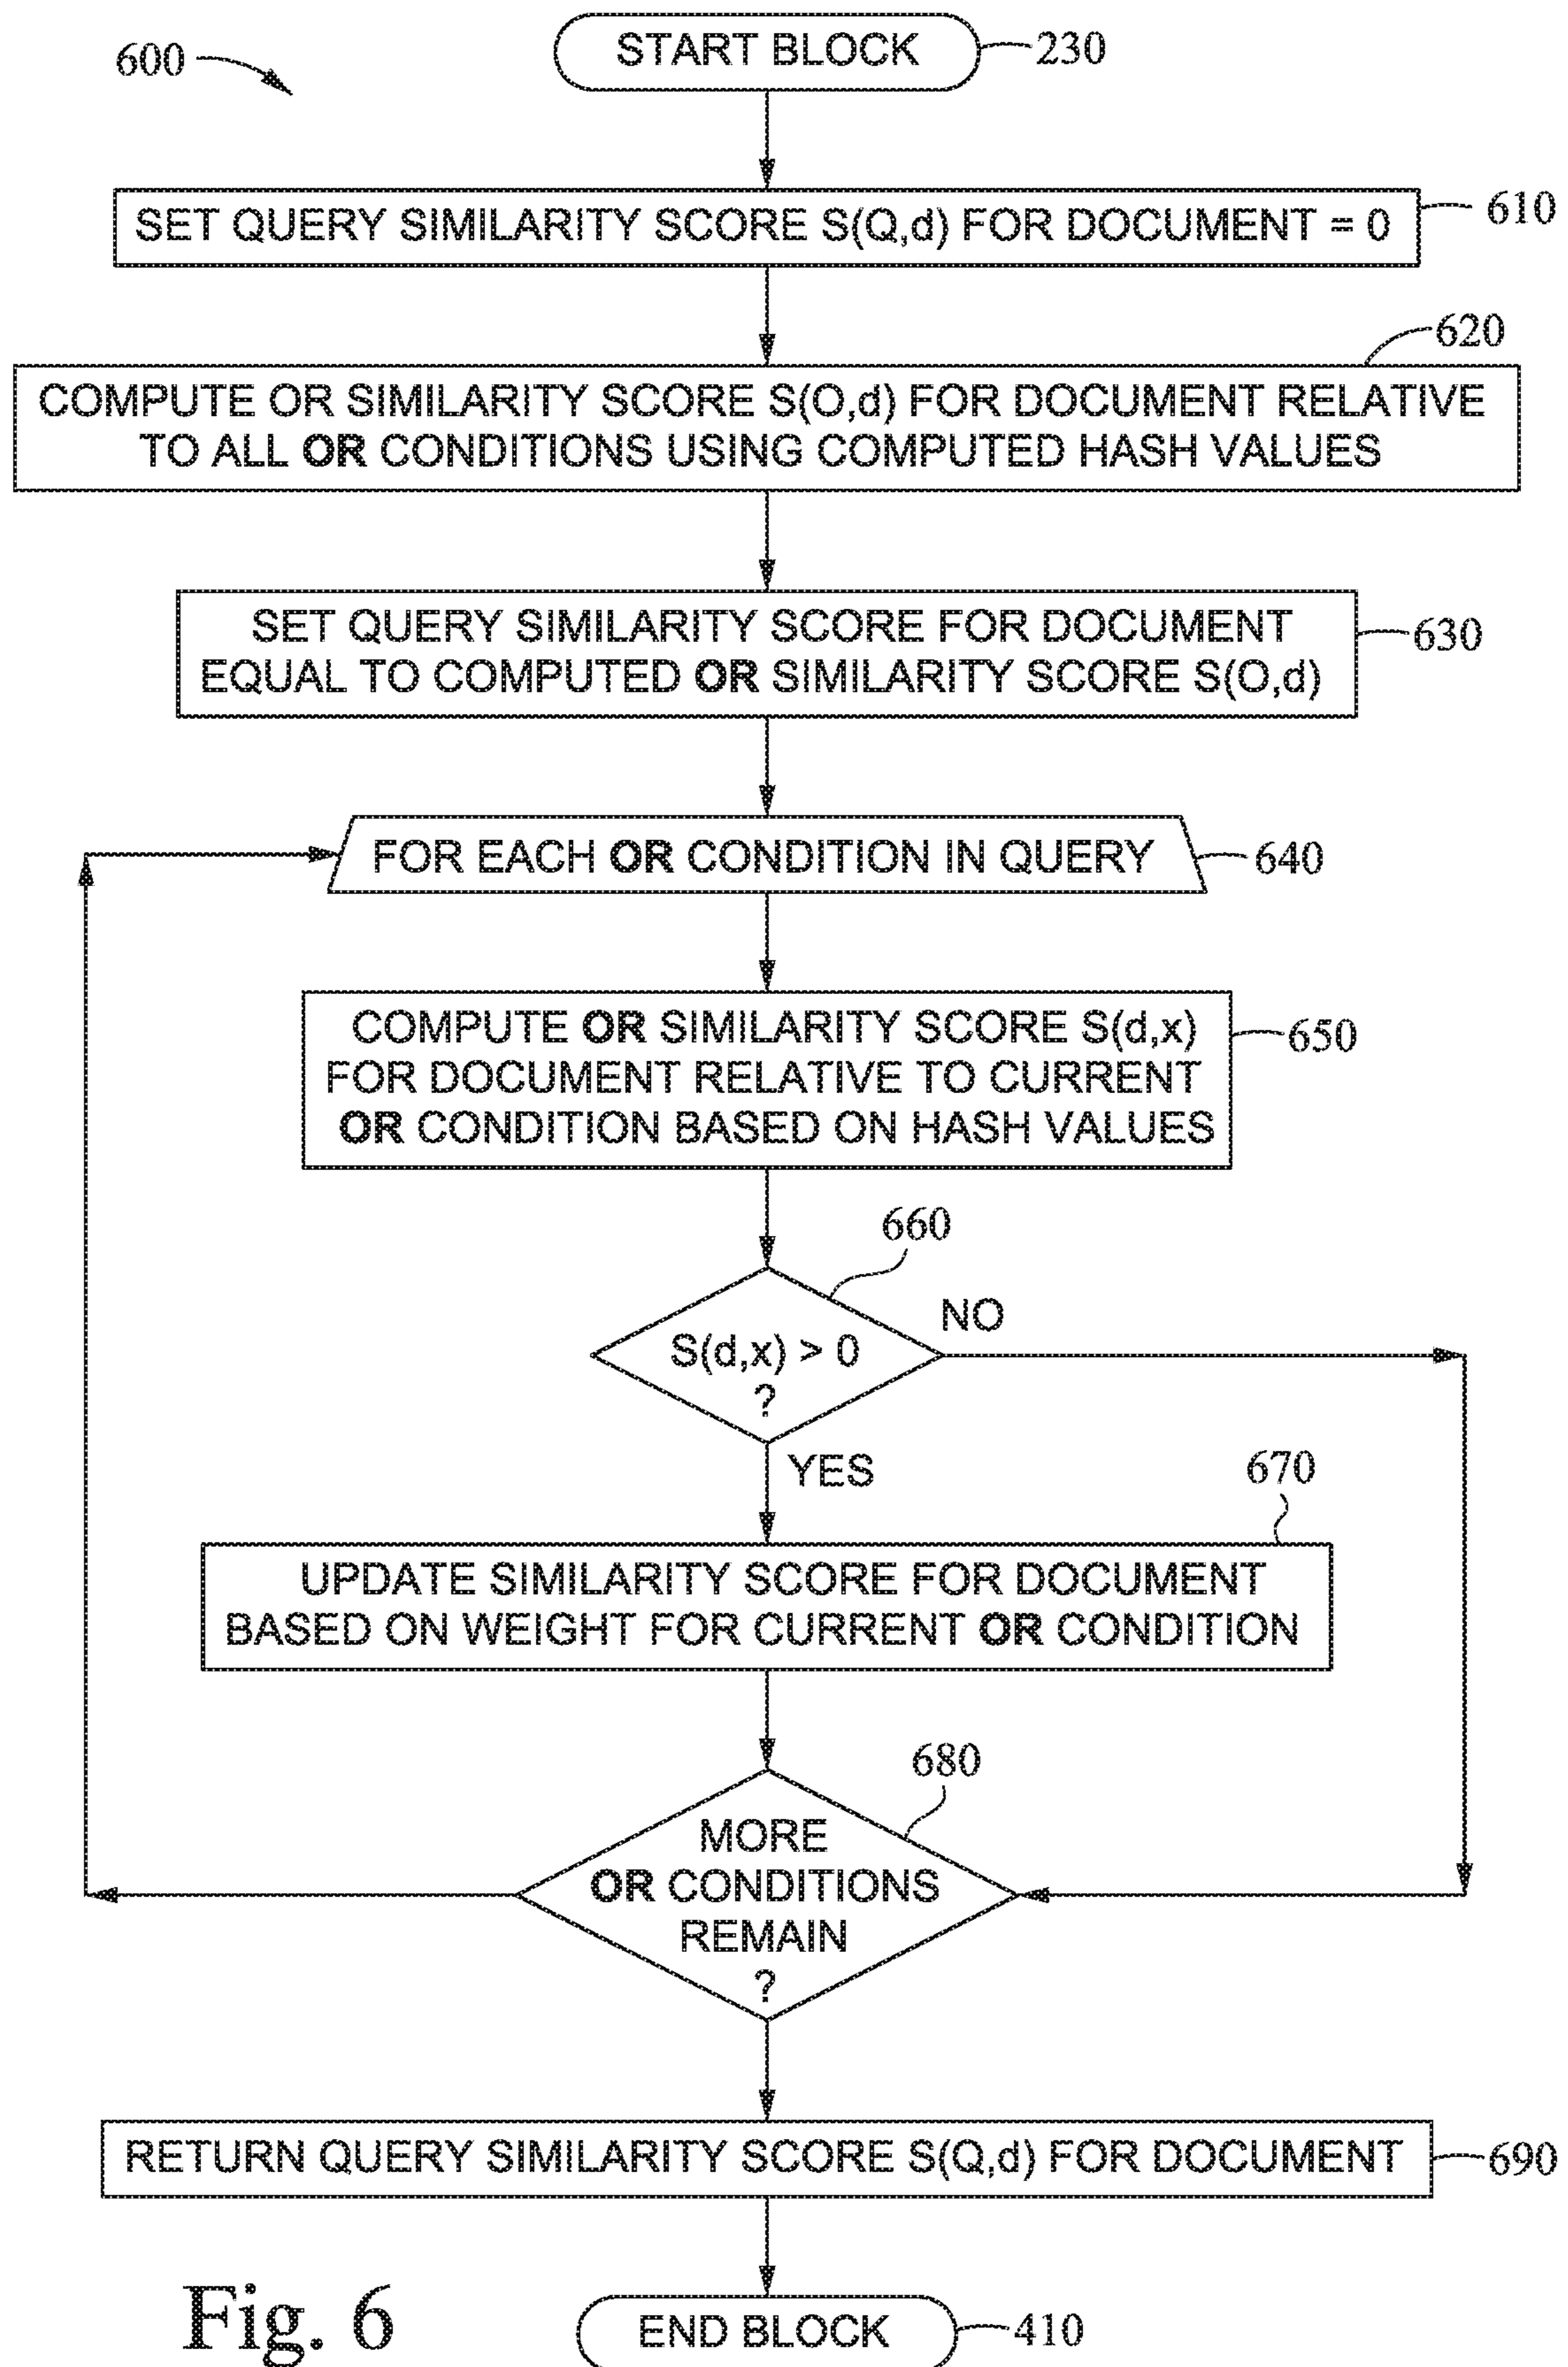 600
START BLOCK
230
SET QUERY SIMILARITY SCORE S(Q,d) FOR DOCUMENT = 0
610
620
COMPUTE OR SIMILARITY SCORE S(O,d) FOR DOCUMENT RELATIVE
TO ALL OR CONDITIONS USING COMPUTED HASH VALUES
SET QUERY SIMILARITY SCORE FOR DOCUMENT
EQUAL TO COMPUTED OR SIMILARITY SCORE S(O,d)
630
FOR EACH OR CONDITION IN QUERY
640
COMPUTE OR SIMILARITY SCORE S(d,x)
FOR DOCUMENT RELATIVE TO CURRENT
OR CONDITION BASED ON HASH VALUES
650
660
S(d,x) > 0
?
NO
YES
670
UPDATE SIMILARITY SCORE FOR DOCUMENT
BASED ON WEIGHT FOR CURRENT OR CONDITION
680
MORE
OR CONDITIONS
REMAIN
?
RETURN QUERY SIMILARITY SCORE S(Q,d) FOR DOCUMENT
690
END BLOCK
410
Fig. 6